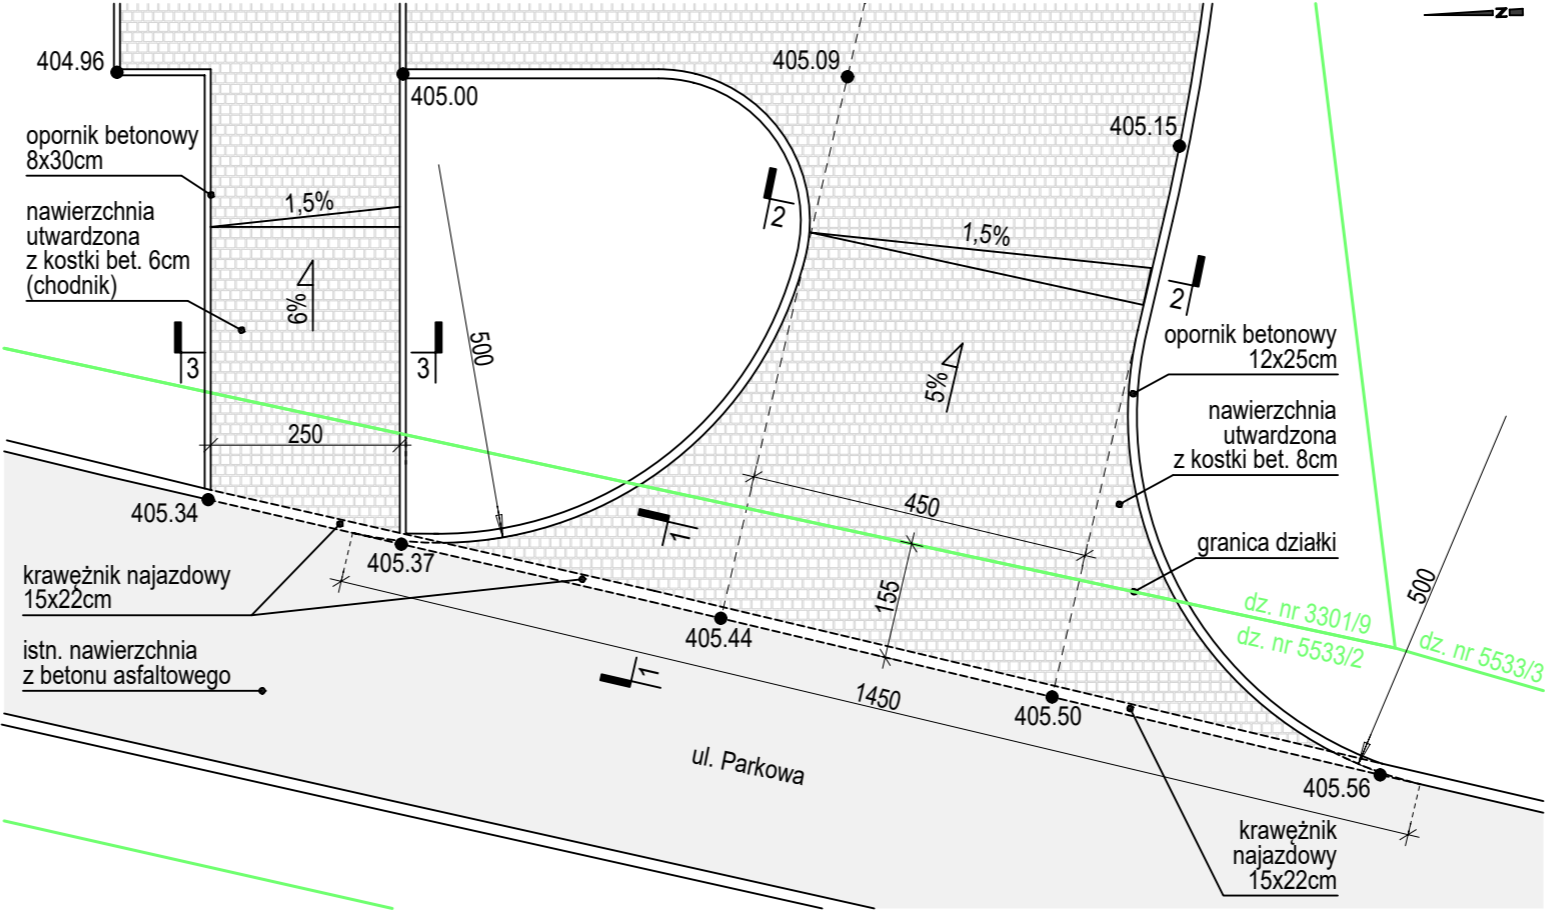 N
404.96
405.00
405.09
405.15
opornik betonowy
8x30cm
nawierzchnia
utwardzona
z kostki bet. 6cm
(chodnik)
1,5%
6%
3
3
250
500
2
1,5%
2
5%
opornik betonowy
12x25cm
nawierzchnia
utwardzona
z kostki bet. 8cm
granica działki
450
155
1
1
405.34
405.37
405.44
405.50
405.56
krawężnik najazdowy
15x22cm
istn. nawierzchnia
z betonu asfaltowego
1450
ul. Parkowa
dz. nr 3301/9
dz. nr 5533/2
dz. nr 5533/3
500
krawężnik
najazdowy
15x22cm